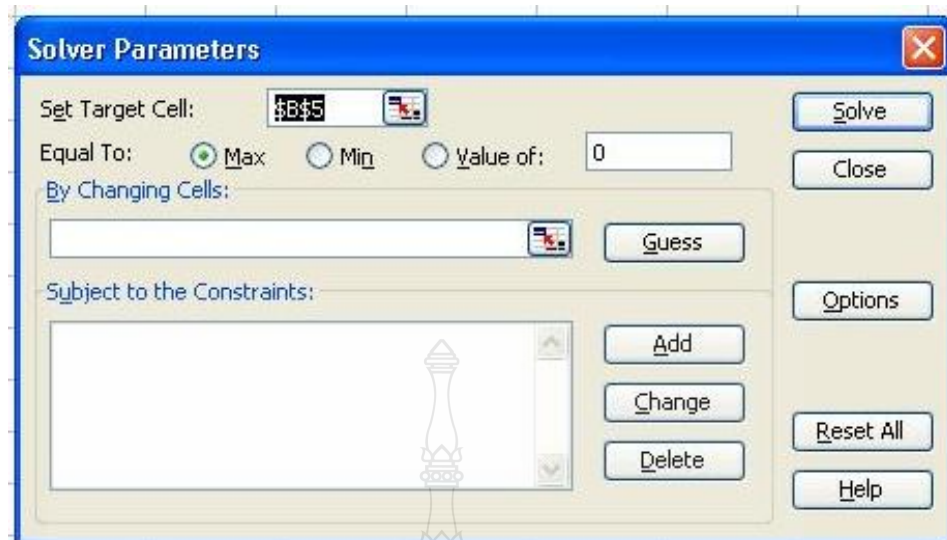 Solver Parameters
Set Target Cell: $B$5 Solve
Equal To: Max Min Value of: 0 Close
By Changing Cells:
Guess
Subject to the Constraints: Options
Add
Change
Reset All
Delete
Help